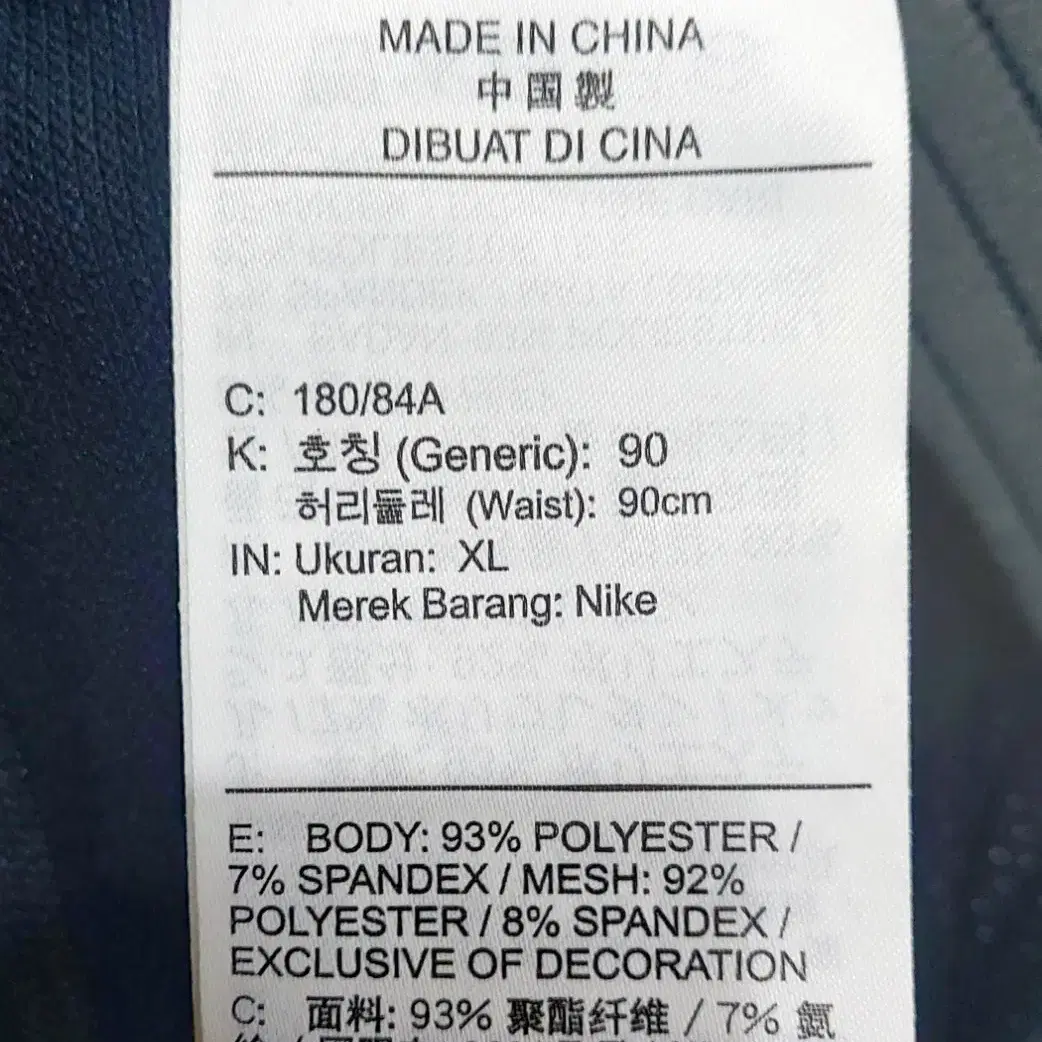 MADE IN CHINA
中国製
DIBUAT DI CINA
C: 180/84A
K: 호칭 (Generic): 90
허리둘레 (Waist): 90cm
IN: Ukuran: XL
Merek Barang: Nike
E: BODY: 93% POLYESTER /
7% SPANDEX / MESH: 92%
POLYESTER / 8% SPANDEX /
EXCLUSIVE OF DECORATION
C: 面料: 93% 聚酯纤维 / 7% 氨